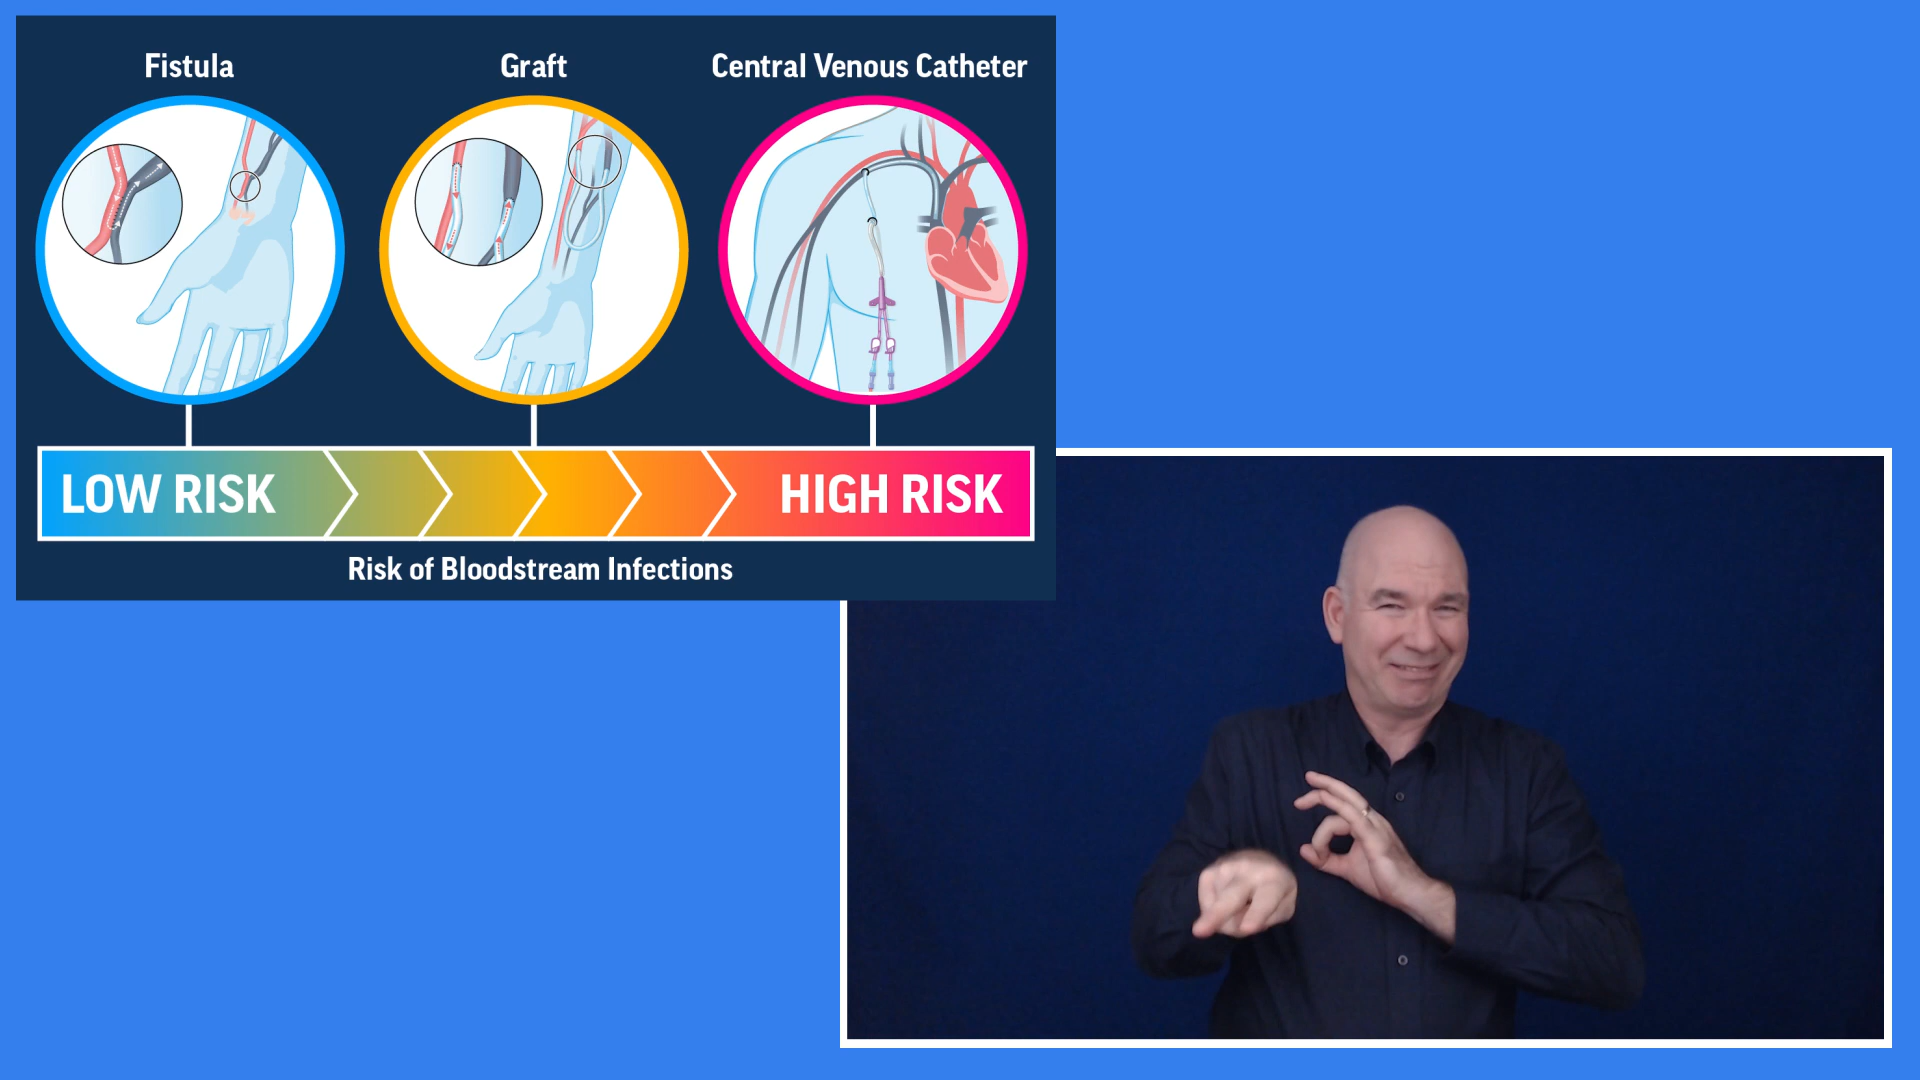 Fistula
Graft
Central Venous Catheter
LOW RISK
HIGH RISK
Risk of Bloodstream Infections